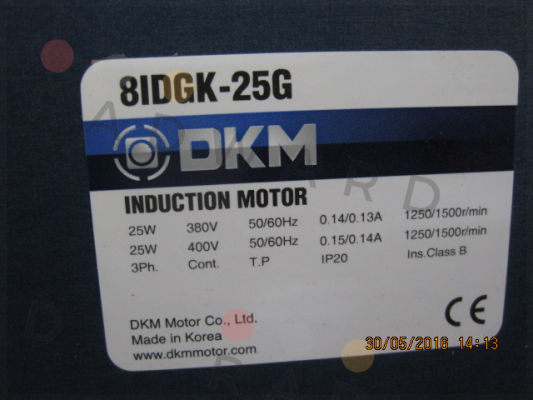 8IDGK-25G
DKM
INDUCTION MOTOR
25W 380V 50/60Hz 0.14/0.13A 1250/1500r/min
25W 400V 50/60Hz 0.15/0.14A 1250/1500r/min
3Ph. Cont. T.P IP20 Ins.Class B
DKM Motor Co., Ltd.
Made in Korea
www.dkmmotor.com
CE
30/05/2016 14:13